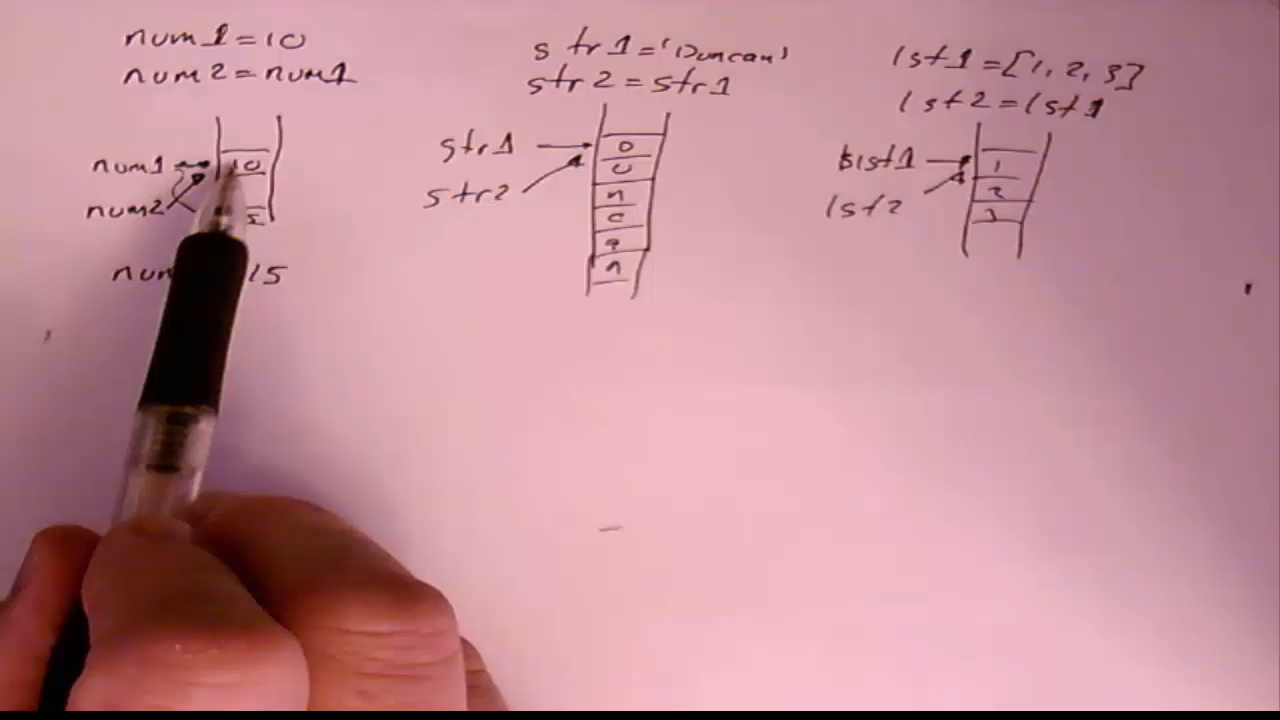 num1=10
num2=num1
num1
10
num2
15
str1='Duncan'
str2=str1
str1
str2
D
u
n
c
a
n
lst1=[1,2,3]
lst2=lst1
list1
lst2
1
2
3